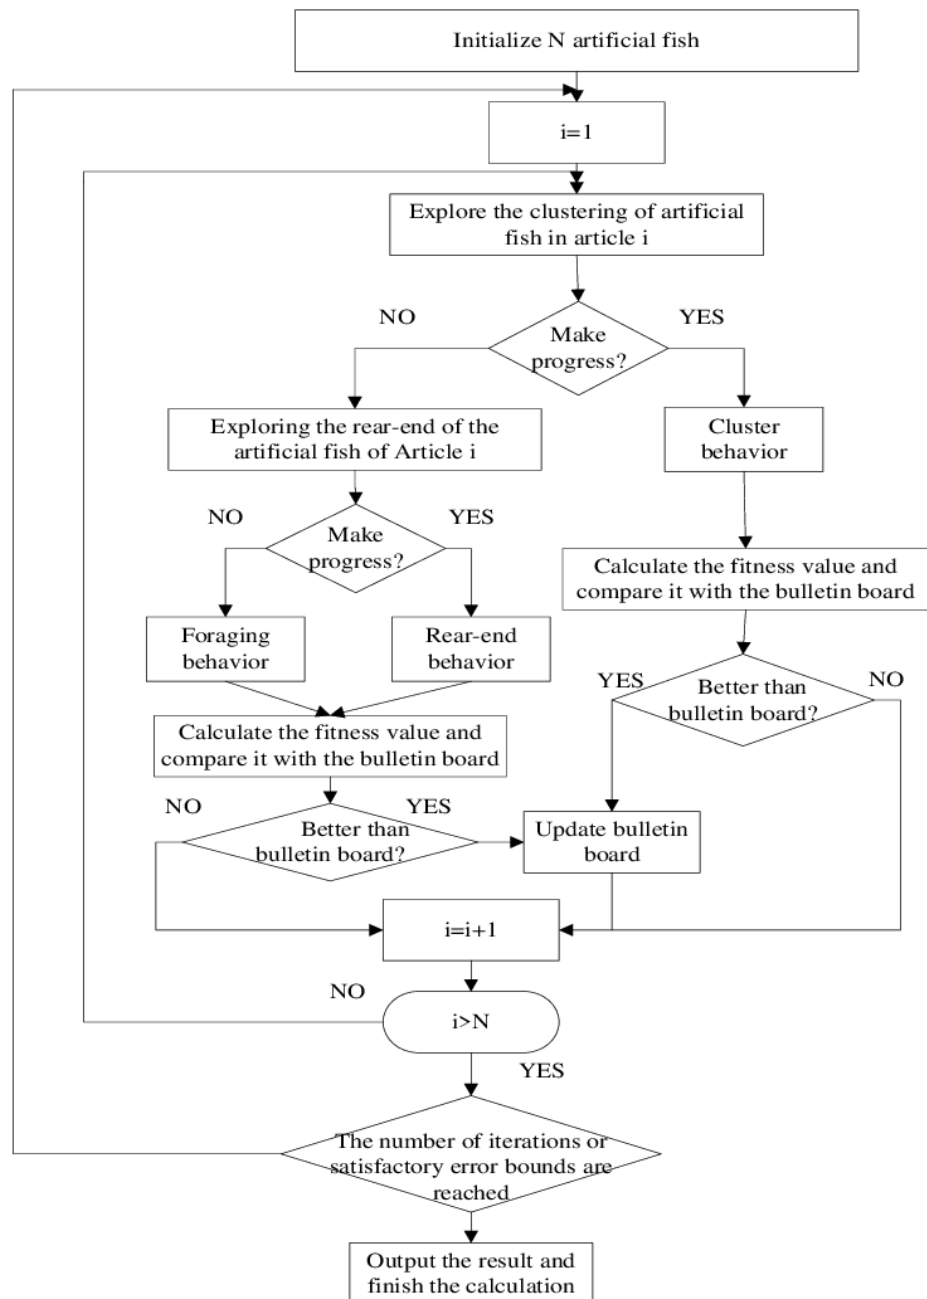 Initialize N artificial fish
i=1
Explore the clustering of artificial
fish in article i
NO
YES
Make
progress?
Exploring the rear-end of the
artificial fish of Article i
Cluster
behavior
NO
YES
Make
progress?
Calculate the fitness value and
compare it with the bulletin board
Foraging
behavior
Rear-end
behavior
YES
NO
Better than
bulletin board?
Calculate the fitness value and
compare it with the bulletin board
NO
YES
Better than
bulletin board?
Update bulletin
board
i=i+1
NO
i>N
YES
The number of iterations or
satisfactory error bounds are
reached
Output the result and
finish the calculation